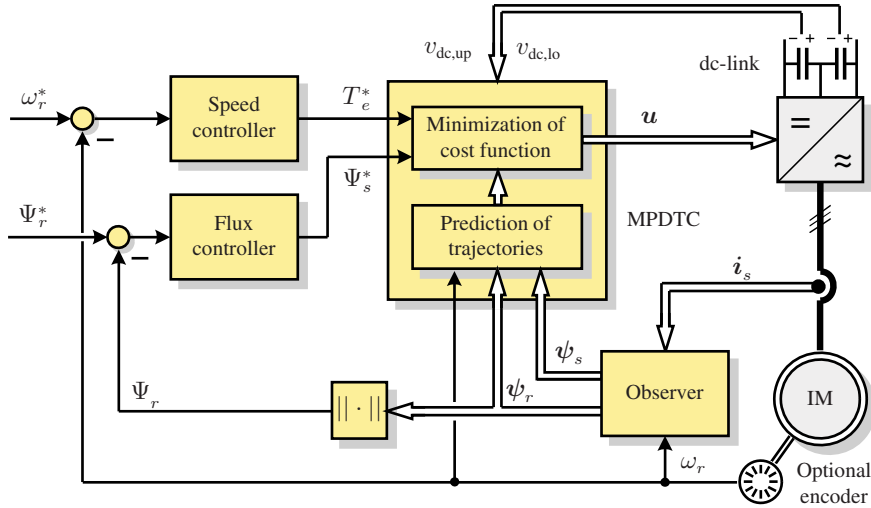 − + − +
v_dc,up v_dc,lo
dc-link
ω_r^*
Speed
controller
T_e^*
Minimization of
cost function
u
=
≈
−
Ψ_s^*
Ψ_r^*
Flux
controller
Prediction of
trajectories
MPDTC
−
i_s
ψ_s
Ψ_r
|| · ||
ψ_r
Observer
IM
ω_r
Optional
encoder